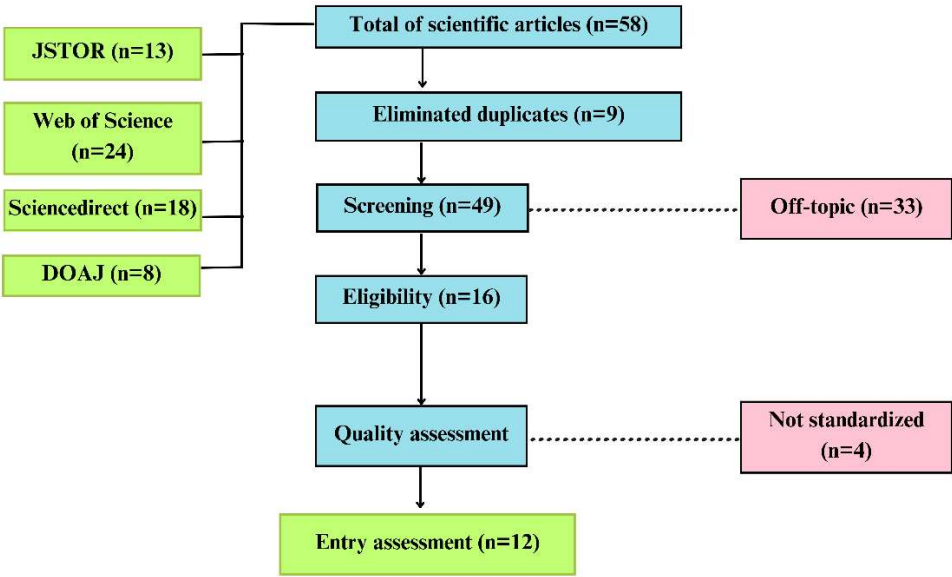 Total of scientific articles (n=58)
JSTOR (n=13)
Web of Science
(n=24)
Sciencedirect (n=18)
DOAJ (n=8)
Eliminated duplicates (n=9)
Screening (n=49)
Off-topic (n=33)
Eligibility (n=16)
Quality assessment
Not standardized
(n=4)
Entry assessment (n=12)